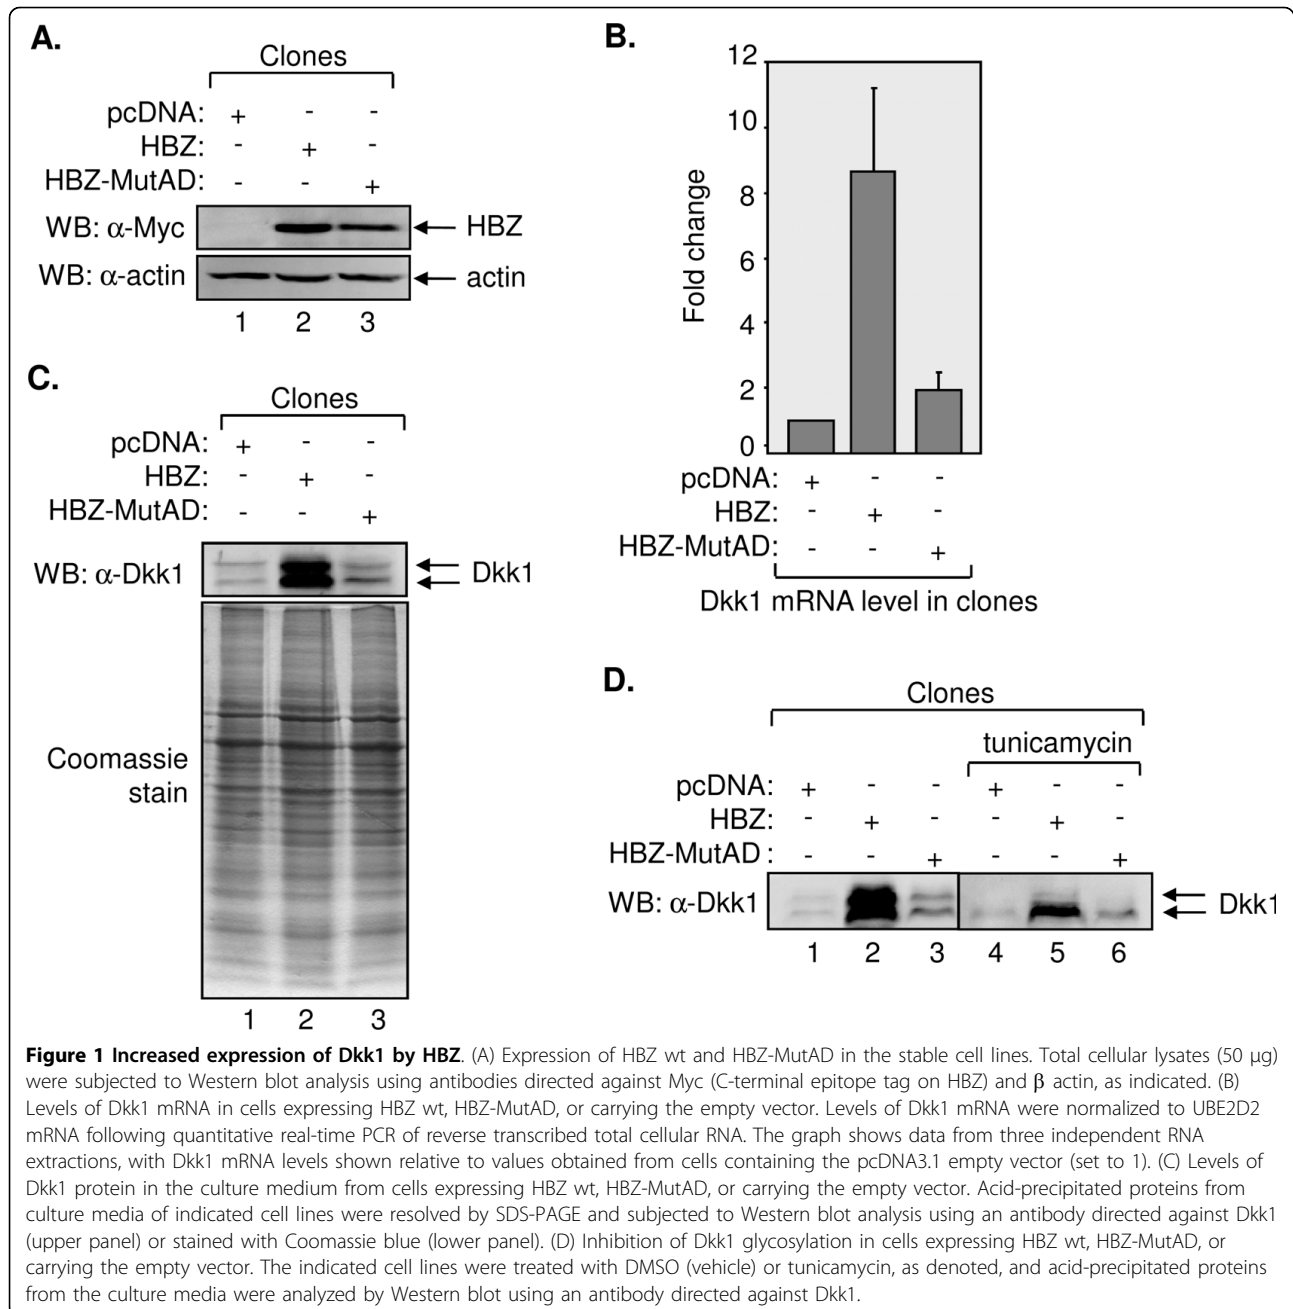 A.
Clones
pcDNA: + - -
HBZ: - + -
HBZ-MutAD: - - +
WB: α-Myc HBZ
WB: α-actin actin
1 2 3
B.
12
10
8
6
4
2
0
Fold change
pcDNA: + - -
HBZ: - + -
HBZ-MutAD: - - +
Dkk1 mRNA level in clones
C.
Clones
pcDNA: + - -
HBZ: - + -
HBZ-MutAD: - - +
WB: α-Dkk1 Dkk1
Coomassie
stain
1 2 3
D.
Clones
tunicamycin
pcDNA: + - - + - -
HBZ: - + - - + -
HBZ-MutAD : - - + - - +
WB: α-Dkk1 Dkk1
1 2 3 4 5 6
Figure 1 Increased expression of Dkk1 by HBZ. (A) Expression of HBZ wt and HBZ-MutAD in the stable cell lines. Total cellular lysates (50 μg)
were subjected to Western blot analysis using antibodies directed against Myc (C-terminal epitope tag on HBZ) and β actin, as indicated. (B)
Levels of Dkk1 mRNA in cells expressing HBZ wt, HBZ-MutAD, or carrying the empty vector. Levels of Dkk1 mRNA were normalized to UBE2D2
mRNA following quantitative real-time PCR of reverse transcribed total cellular RNA. The graph shows data from three independent RNA
extractions, with Dkk1 mRNA levels shown relative to values obtained from cells containing the pcDNA3.1 empty vector (set to 1). (C) Levels of
Dkk1 protein in the culture medium from cells expressing HBZ wt, HBZ-MutAD, or carrying the empty vector. Acid-precipitated proteins from
culture media of indicated cell lines were resolved by SDS-PAGE and subjected to Western blot analysis using an antibody directed against Dkk1
(upper panel) or stained with Coomassie blue (lower panel). (D) Inhibition of Dkk1 glycosylation in cells expressing HBZ wt, HBZ-MutAD, or
carrying the empty vector. The indicated cell lines were treated with DMSO (vehicle) or tunicamycin, as denoted, and acid-precipitated proteins
from the culture media were analyzed by Western blot using an antibody directed against Dkk1.